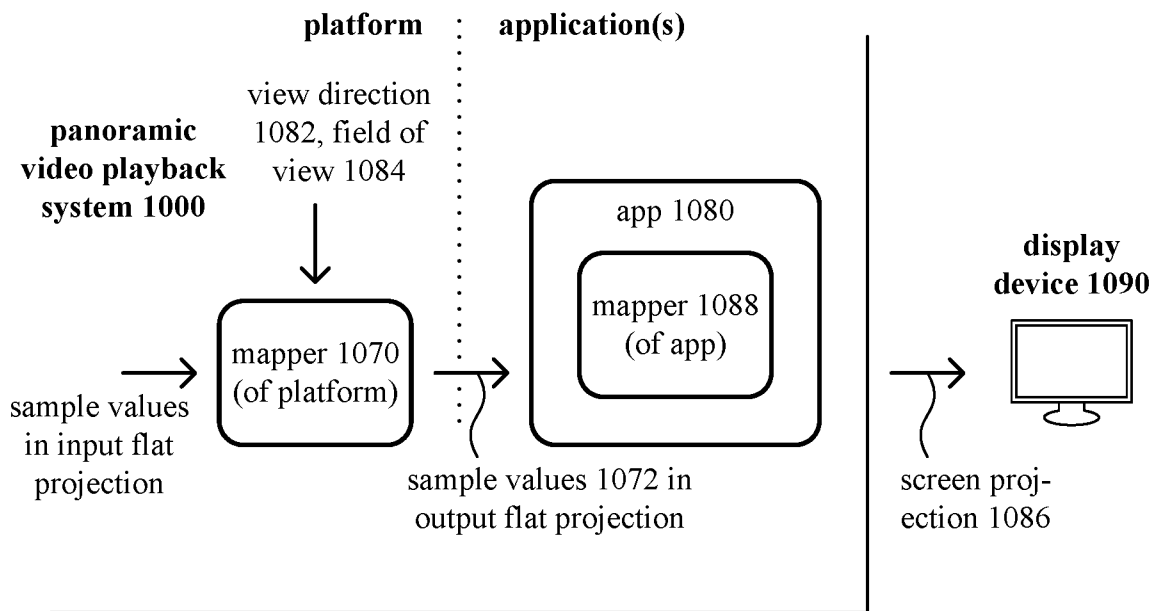 platform
application(s)
view direction
1082, field of
view 1084
panoramic
video playback
system 1000
app 1080
mapper 1088
(of app)
display
device 1090
mapper 1070
(of platform)
sample values
in input flat
projection
sample values 1072 in
output flat projection
screen proj-
ection 1086